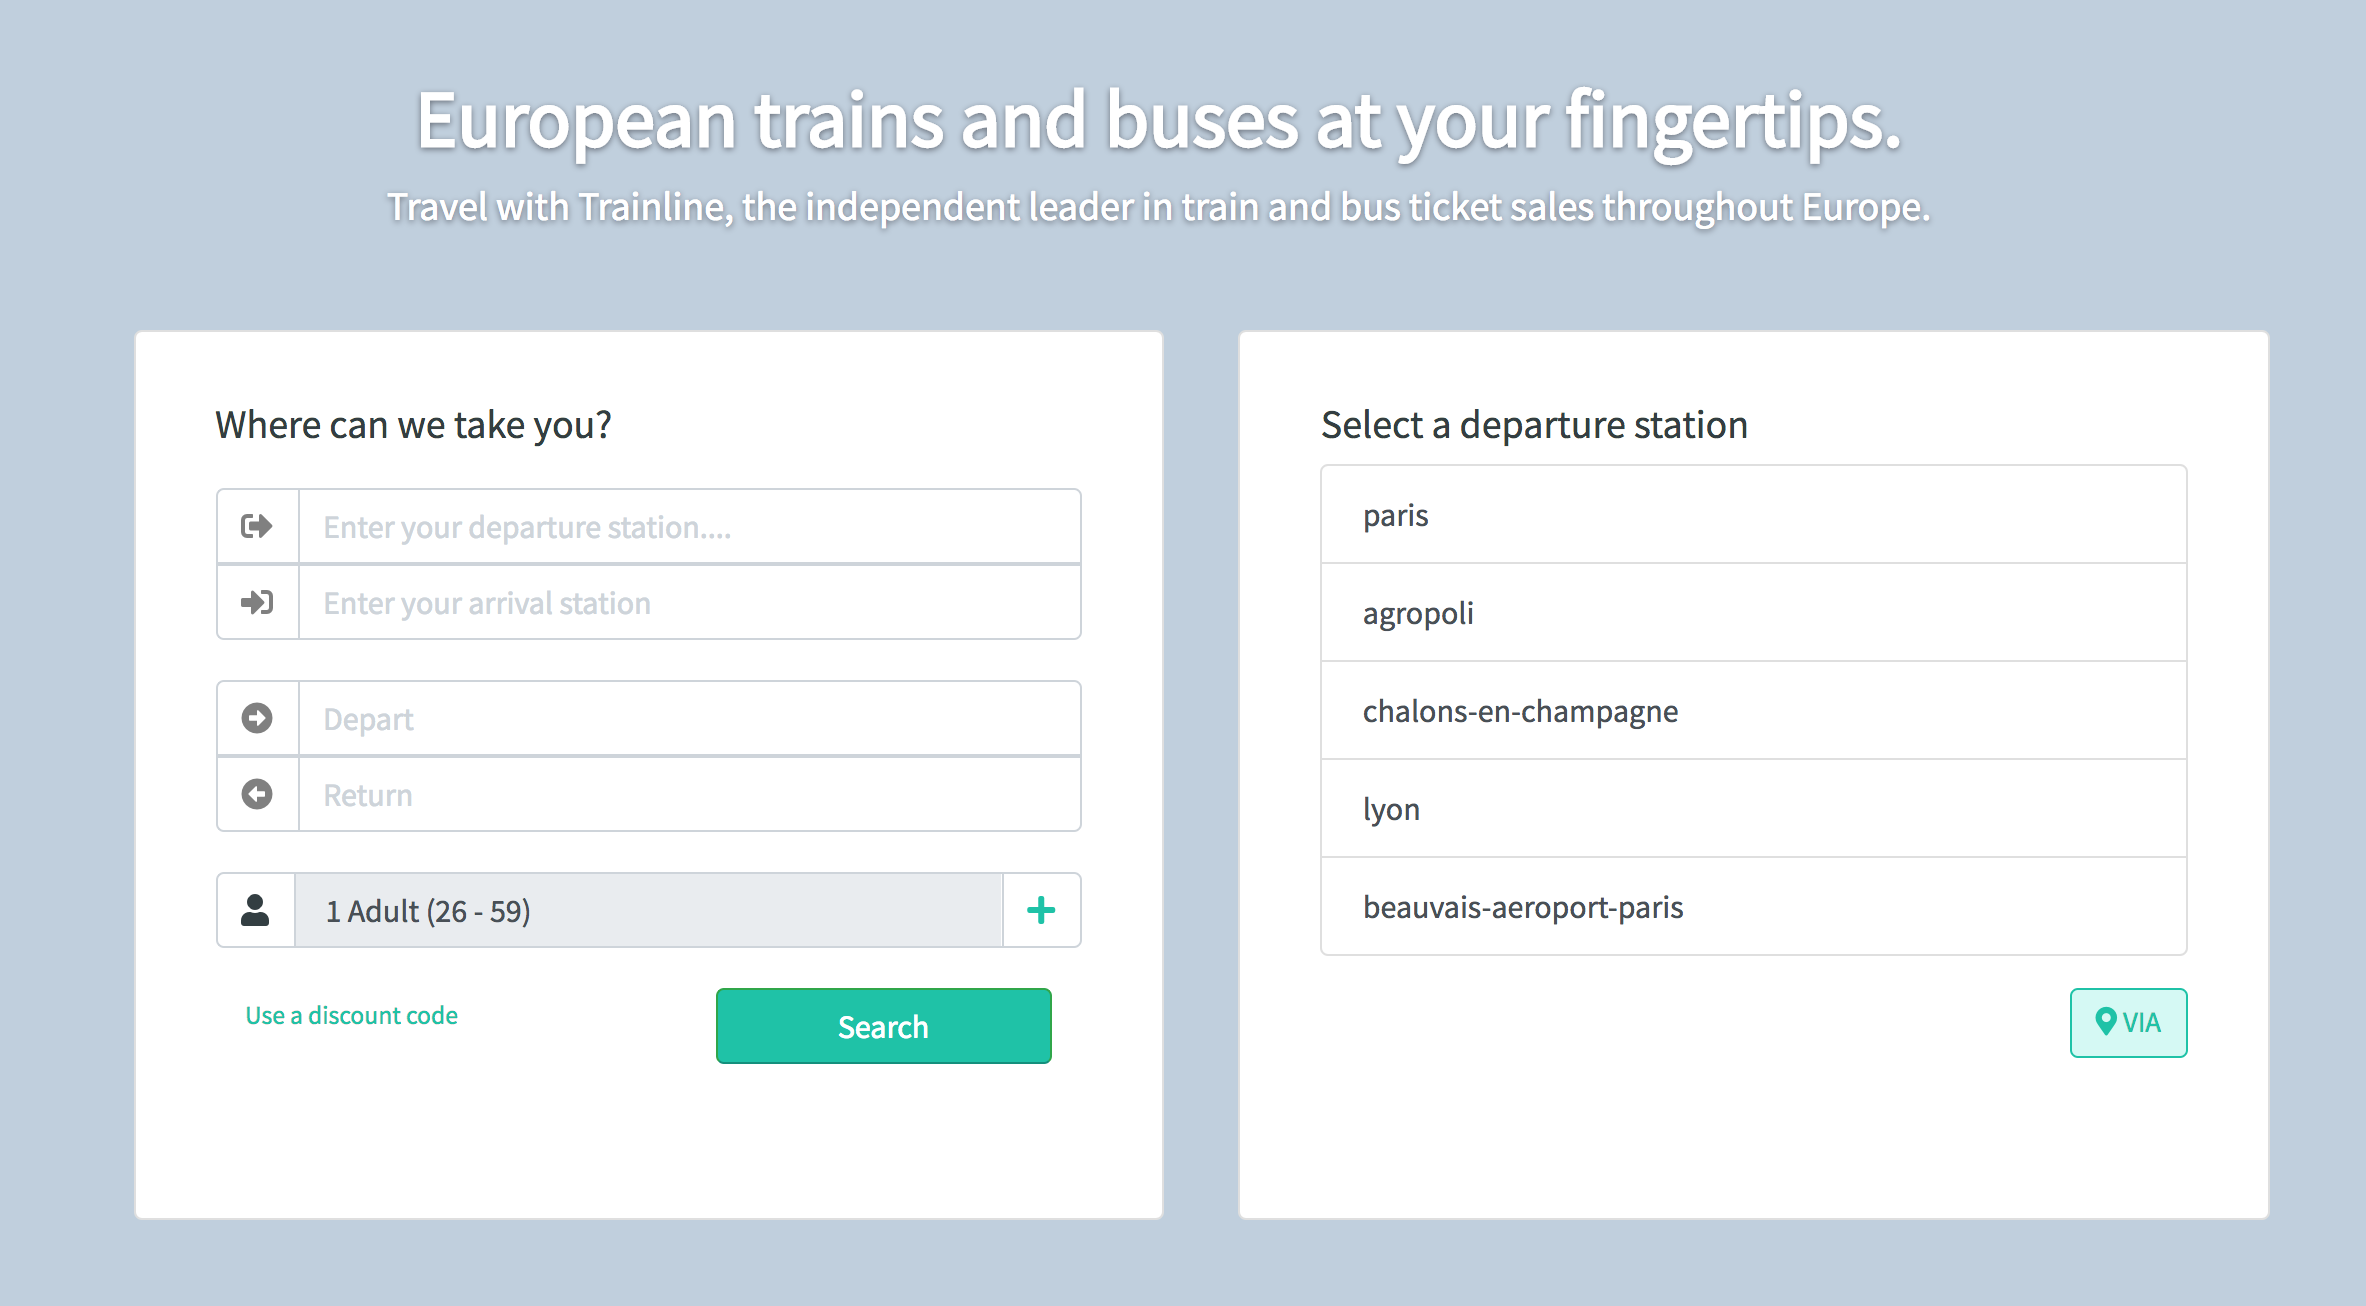 European trains and buses at your fingertips.
Travel with Trainline, the independent leader in train and bus ticket sales throughout Europe.
Where can we take you?
Enter your departure station....
Enter your arrival station
Depart
Return
1 Adult (26 - 59)
Use a discount code
Search
Select a departure station
paris
agropoli
chalons-en-champagne
lyon
beauvais-aeroport-paris
VIA